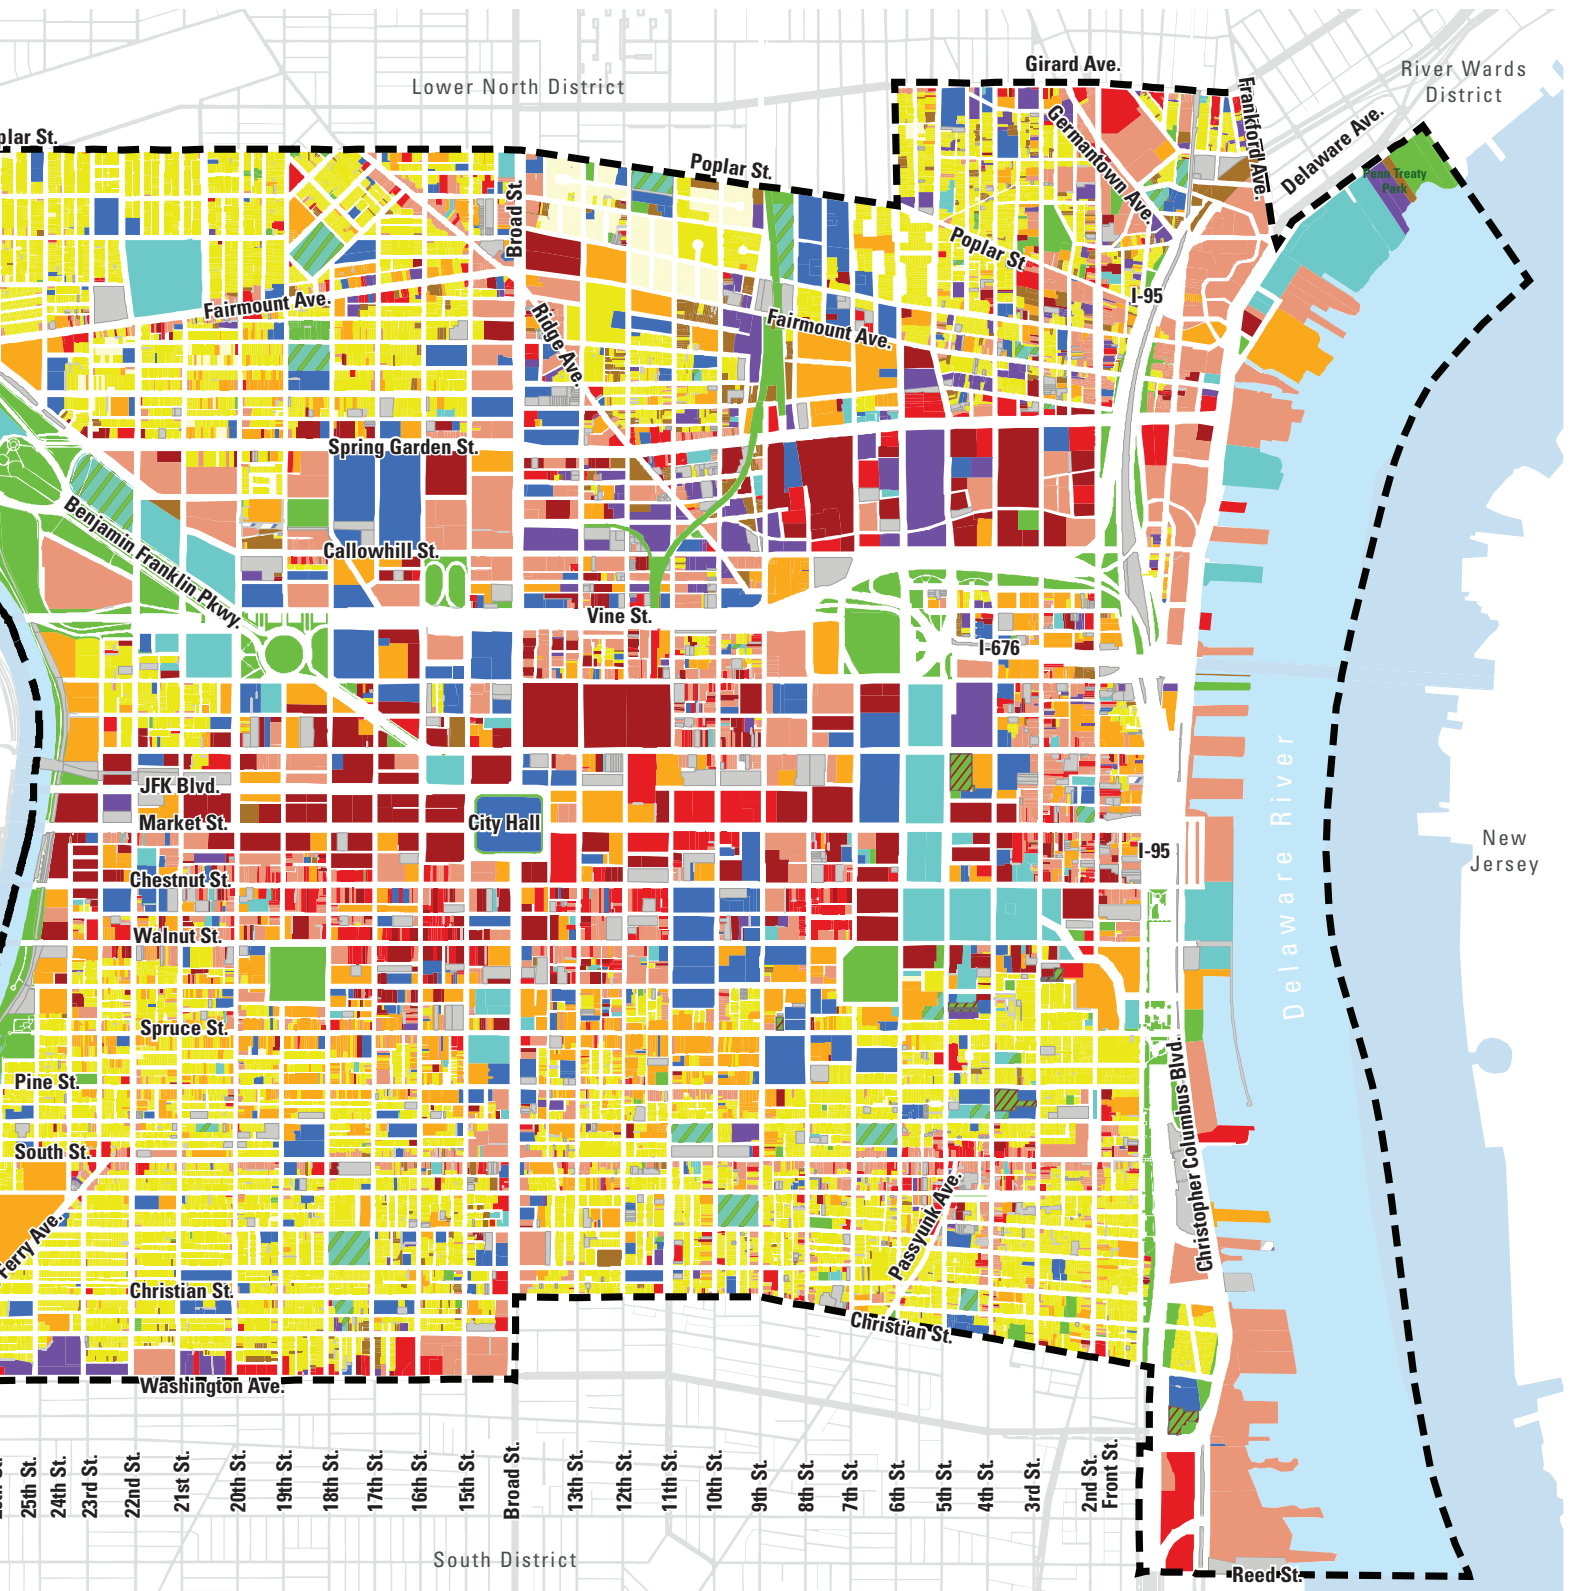 Girard Ave.
River Wards
District
Lower North District
Frankford Ave.
Delaware Ave.
Germantown Ave.
plar St.
Poplar St.
Penn Treaty
Park
Broad St.
Poplar St.
I-95
Fairmount Ave.
Ridge Ave.
Fairmount Ave.
Spring Garden St.
Benjamin Franklin Pkwy.
Callowhill St.
Vine St.
I-676
JFK Blvd.
Market St.
City Hall
Delaware River
New
Jersey
I-95
Chestnut St.
Walnut St.
Spruce St.
Pine St.
Christopher Columbus Blvd.
South St.
Passyunk Ave.
Ferry Ave.
Christian St.
Christian St.
Washington Ave.
25th St.
24th St.
23rd St.
22nd St.
21st St.
20th St.
19th St.
18th St.
17th St.
16th St.
15th St.
Broad St.
13th St.
12th St.
11th St.
10th St.
9th St.
8th St.
7th St.
6th St.
5th St.
4th St.
3rd St.
2nd St.
Front St.
South District
Reed St.